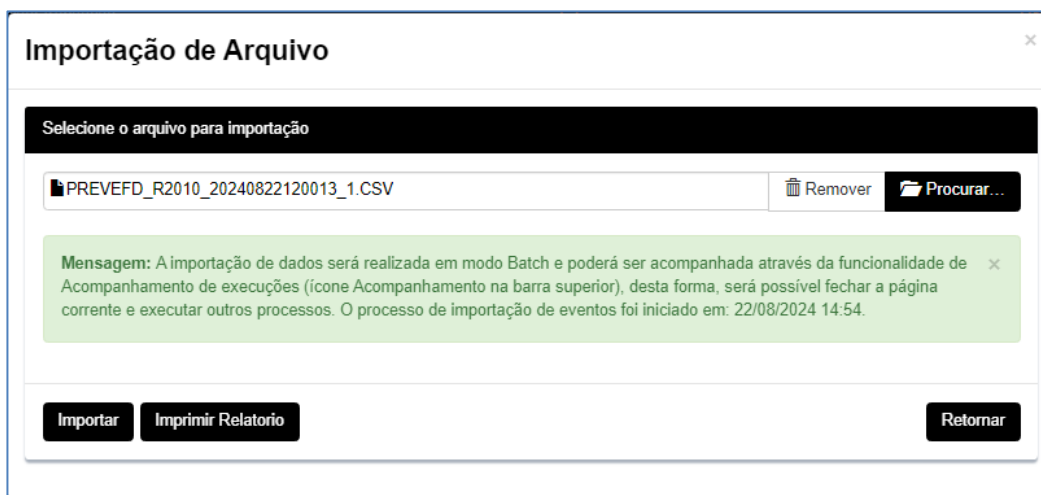 Importação de Arquivo
×
Selecione o arquivo para importação
PREVEFD_R2010_20240822120013_1.CSV
Remover
Procurar...
Mensagem: A importação de dados será realizada em modo Batch e poderá ser acompanhada através da funcionalidade de ×
Acompanhamento de execuções (ícone Acompanhamento na barra superior), desta forma, será possível fechar a página
corrente e executar outros processos. O processo de importação de eventos foi iniciado em: 22/08/2024 14:54.
Importar
Imprimir Relatorio
Retornar